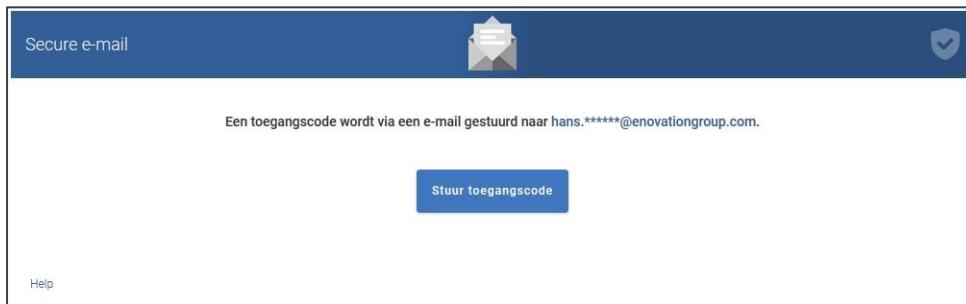 Secure e-mail
Een toegangscode wordt via een e-mail gestuurd naar hans.******@enovationgroup.com.
Stuur toegangscode
Help